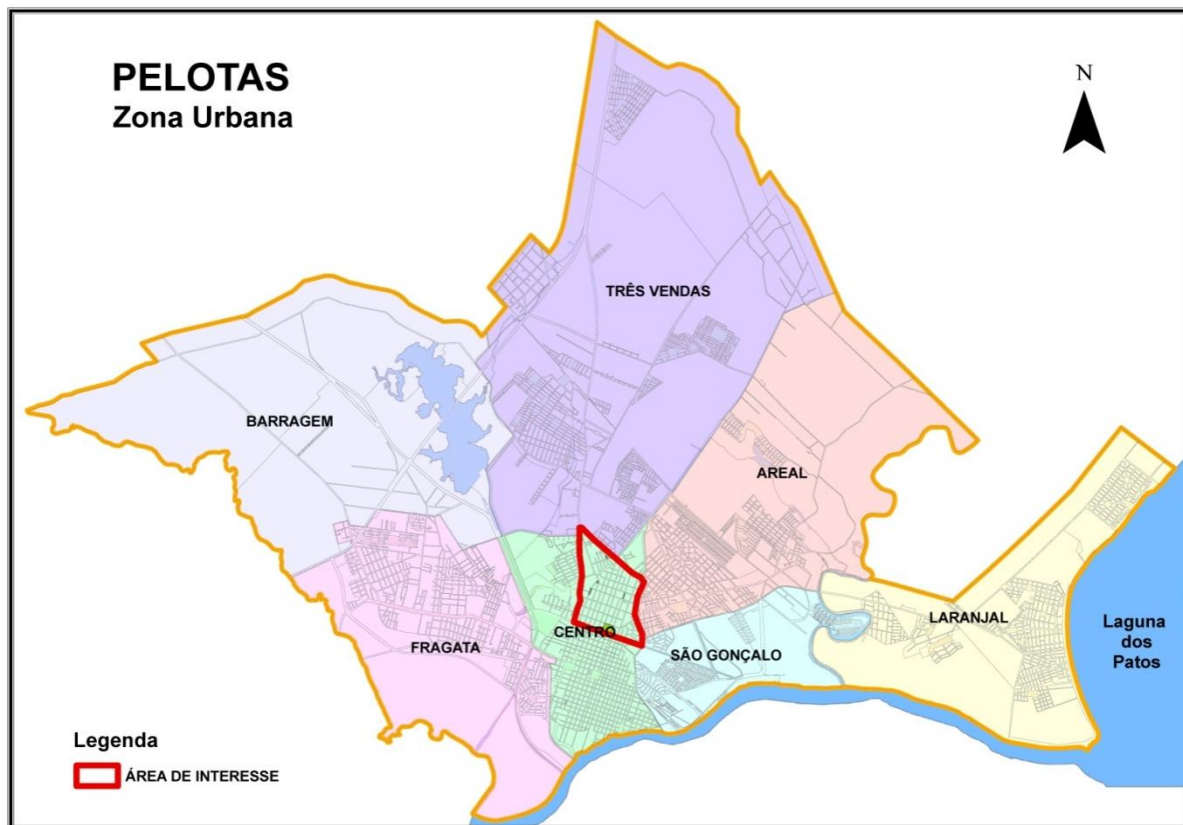 PELOTAS
Zona Urbana
N
TRÊS VENDAS
BARRAGEM
AREAL
LARANJAL
CENTRO
FRAGATA
SÃO GONÇALO
Laguna
dos
Patos
Legenda
ÁREA DE INTERESSE